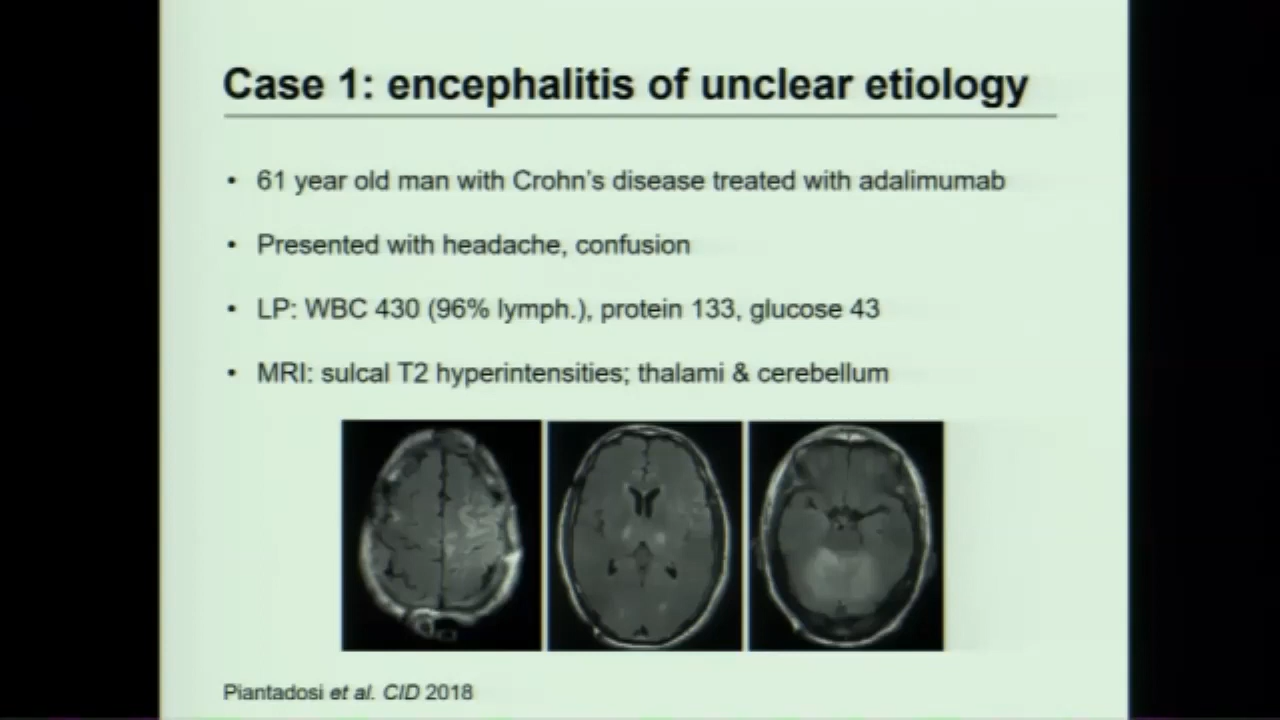 Case 1: encephalitis of unclear etiology
• 61 year old man with Crohn's disease treated with adalimumab
• Presented with headache, confusion
• LP: WBC 430 (96% lymph.), protein 133, glucose 43
• MRI: sulcal T2 hyperintensities; thalami & cerebellum
Piantadosi et al. CID 2018